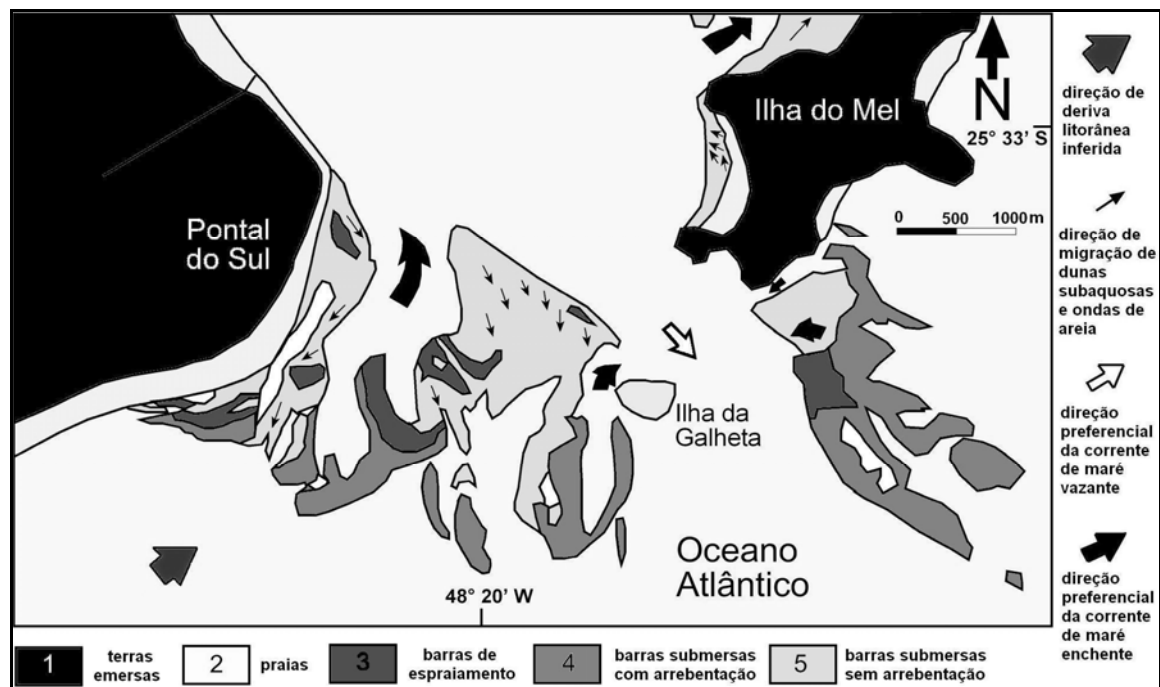 Ilha do Mel
N
25° 33' S
Pontal
do Sul
0 500 1000m
Ilha da
Galheta
Oceano
Atlântico
48° 20' W
direção de
deriva
litorânea
inferida
direção de
migração de
dunas
subaquosas
e ondas de
areia
direção
preferencial
da corrente
de maré
vazante
direção
preferencial
da corrente
de maré
enchente
1 terras
emersas
2 praias
3 barras de
espraiamento
4 barras submersas
com arrebentação
5 barras submersas
sem arrebentação